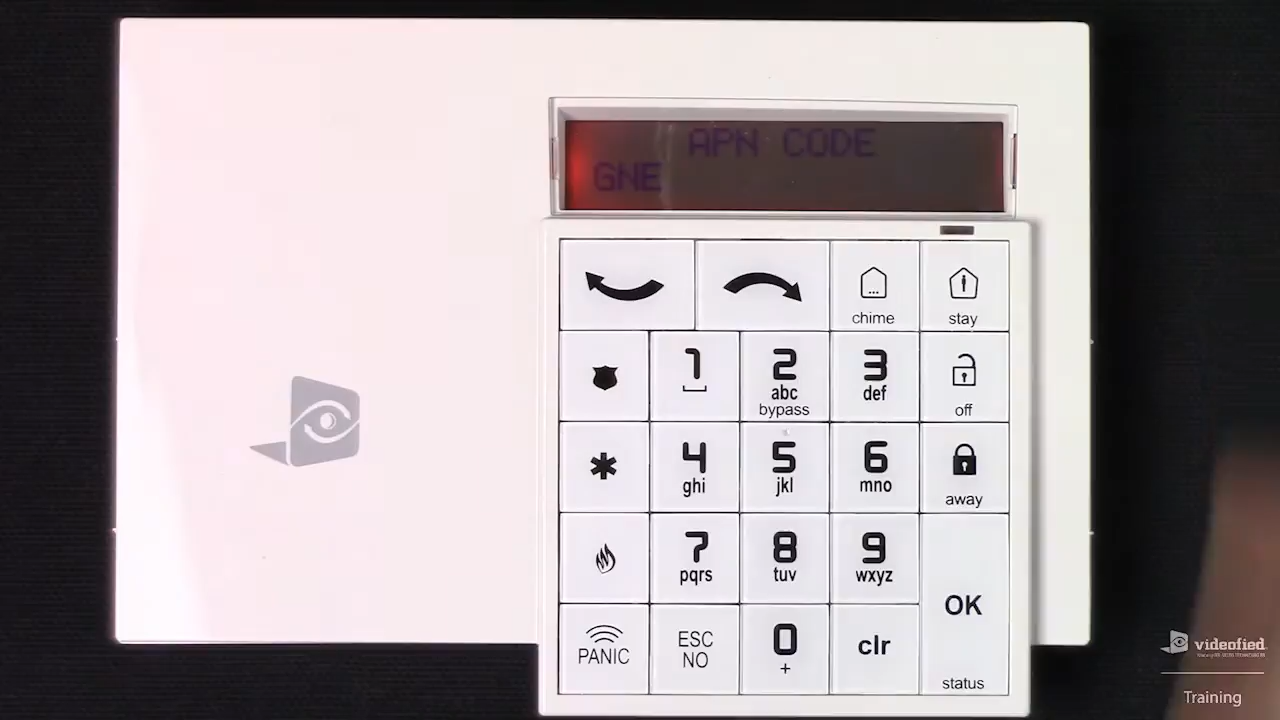 APN CODE
GNE
chime
stay
1
2
abc
bypass
3
def
off
4
ghi
5
jkl
6
mno
away
7
pqrs
8
tuv
9
wxyz
OK
status
PANIC
ESC
NO
0
+
clr
videofied
Training